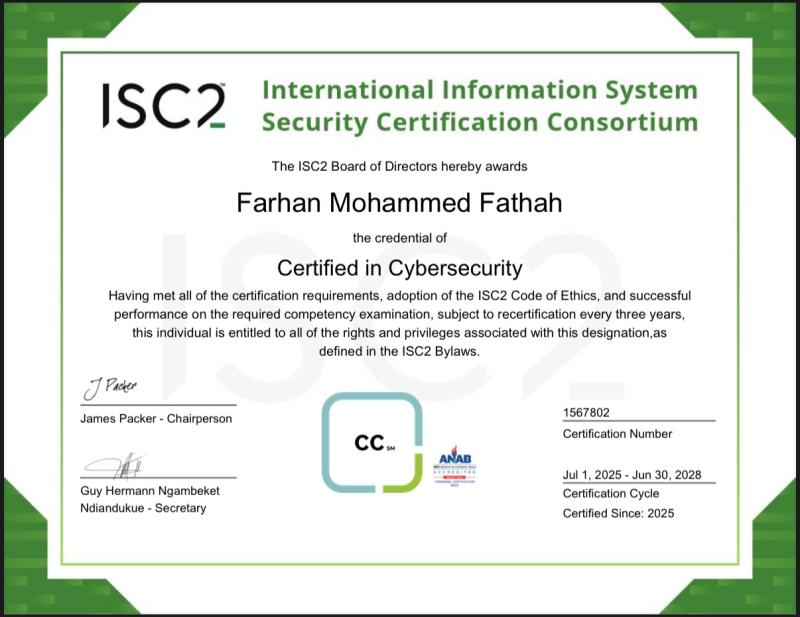 ISC2™
International Information System
Security Certification Consortium
The ISC2 Board of Directors hereby awards
Farhan Mohammed Fathah
the credential of
Certified in Cybersecurity
Having met all of the certification requirements, adoption of the ISC2 Code of Ethics, and successful
performance on the required competency examination, subject to recertification every three years,
this individual is entitled to all of the rights and privileges associated with this designation,as
defined in the ISC2 Bylaws.
ISC2
J Packer
James Packer - Chairperson
Guy Hermann Ngambeket
Ndiandukue - Secretary
CC SM
ANAB
ACCREDITED
1567802
Certification Number
Jul 1, 2025 - Jun 30, 2028
Certification Cycle
Certified Since: 2025